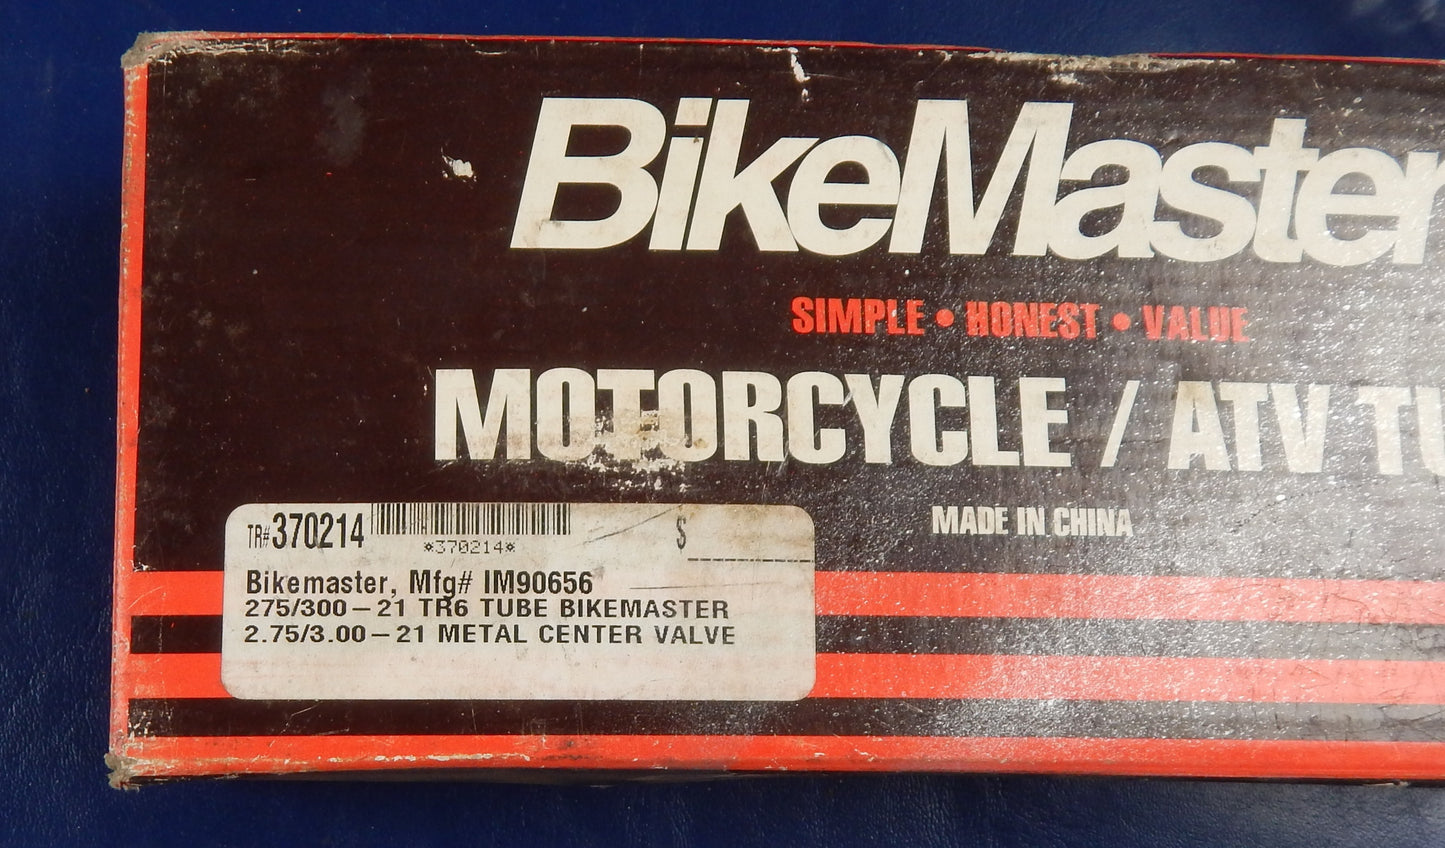 BikeMaster
SIMPLE • HONEST • VALUE
MOTORCYCLE / ATV TU
MADE IN CHINA
TR# 370214
*370214*
$
Bikemaster, Mfg# IM90656
275/300-21 TR6 TUBE BIKEMASTER
2.75/3.00-21 METAL CENTER VALVE